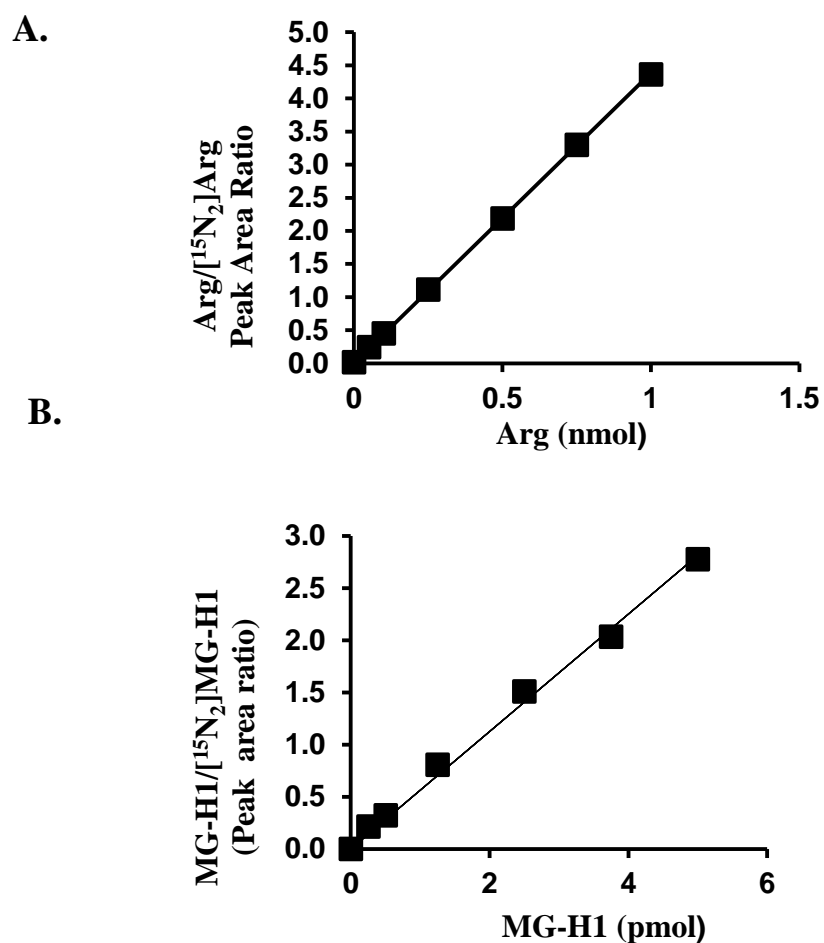 A.
Arg/[¹⁵N₂]Arg
Peak Area Ratio
5.0
4.5
4.0
3.5
3.0
2.5
2.0
1.5
1.0
0.5
0.0
0 0.5 1 1.5
Arg (nmol)
B.
MG-H1/[¹⁵N₂]MG-H1
(Peak area ratio)
3.0
2.5
2.0
1.5
1.0
0.5
0.0
0 2 4 6
MG-H1 (pmol)